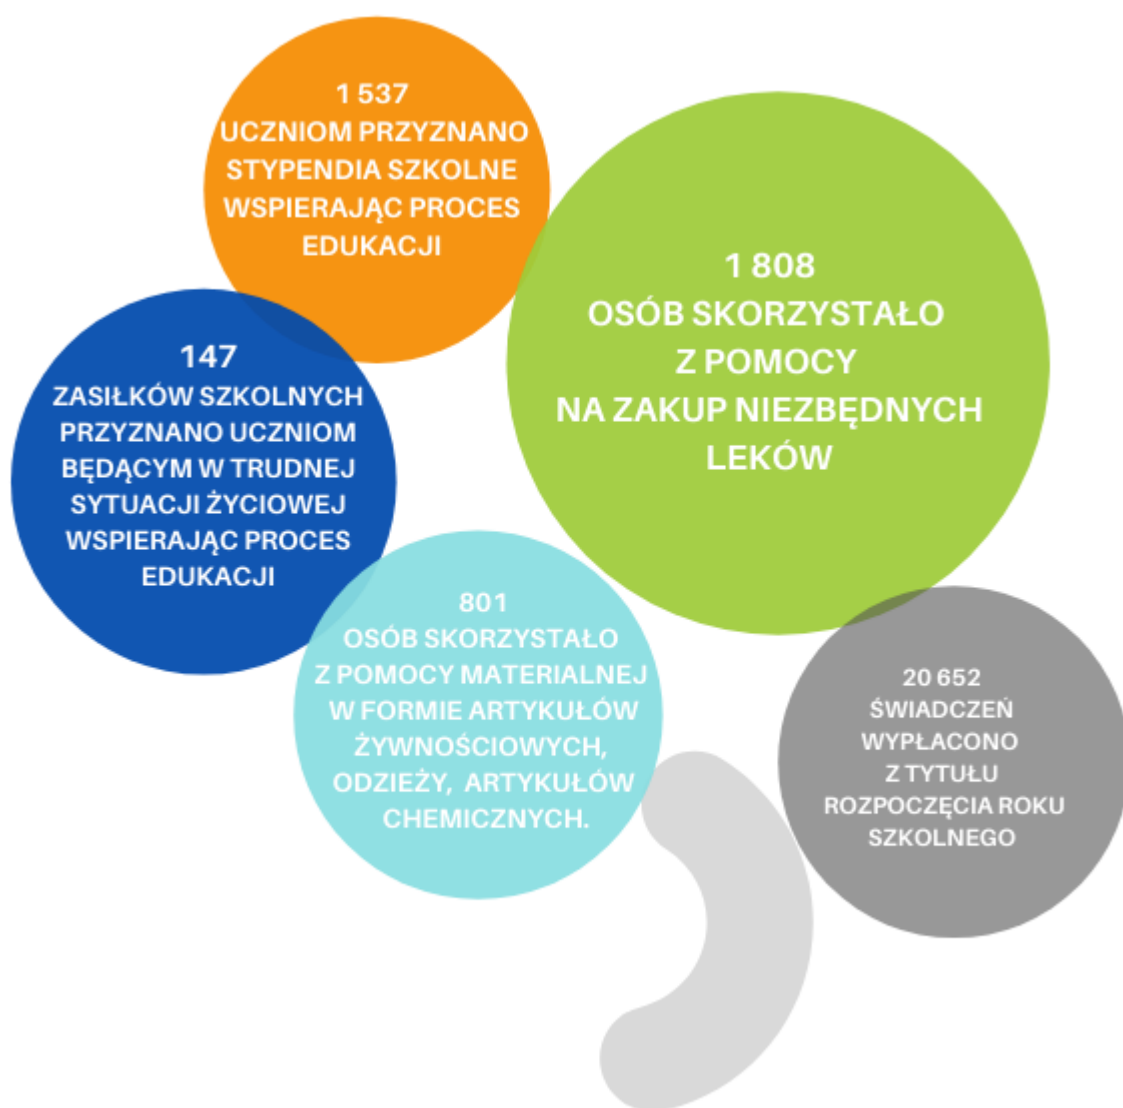 1 537
UCZNIOM PRZYZNANO
STYPENDIA SZKOLNE
WSPIERAJĄC PROCES
EDUKACJI
1 808
OSÓB SKORZYSTAŁO
Z POMOCY
NA ZAKUP NIEZBĘDNYCH
LEKÓW
147
ZASIŁKÓW SZKOLNYCH
PRZYZNANO UCZNIOM
BĘDĄCYM W TRUDNEJ
SYTUACJI ŻYCIOWEJ
WSPIERAJĄC PROCES
EDUKACJI
801
OSÓB SKORZYSTAŁO
Z POMOCY MATERIALNEJ
W FORMIE ARTYKUŁÓW
ŻYWNOŚCIOWYCH,
ODZIEŻY, ARTYKUŁÓW
CHEMICZNYCH.
20 652
ŚWIADCZEŃ
WYPŁACONO
Z TYTUŁU
ROZPOCZĘCIA ROKU
SZKOLNEGO